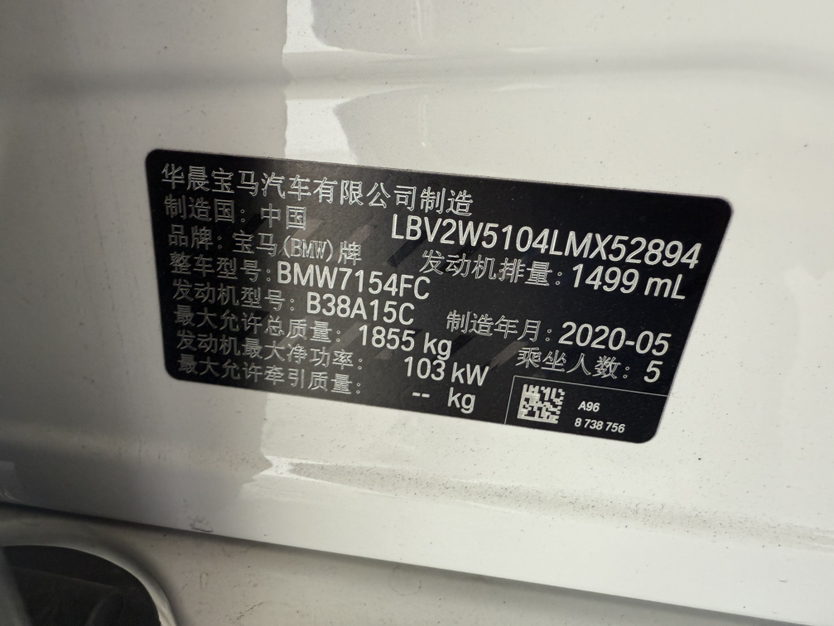 华晨宝马汽车有限公司制造
制造国：中国 LBV2W5104LMX52894
品牌：宝马(BMW)牌 发动机排量：1499 mL
整车型号：BMW7154FC
发动机型号：B38A15C 制造年月：2020-05
最大允许总质量：1855 kg 乘坐人数：5
发动机最大净功率：103 kW
最大允许牵引质量：-- kg
A96
8 738 756